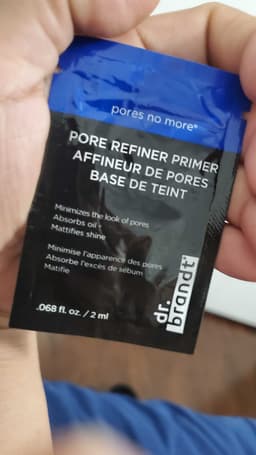 pores no more®
PORE REFINER PRIMER
AFFINEUR DE PORES
BASE DE TEINT
Minimizes the look of pores
Absorbs oil
Mattifies shine
Minimise l'apparence des pores
Absorbe l'excès de sébum
Matifie
.068 fl. oz. / 2 ml
dr.
brandt